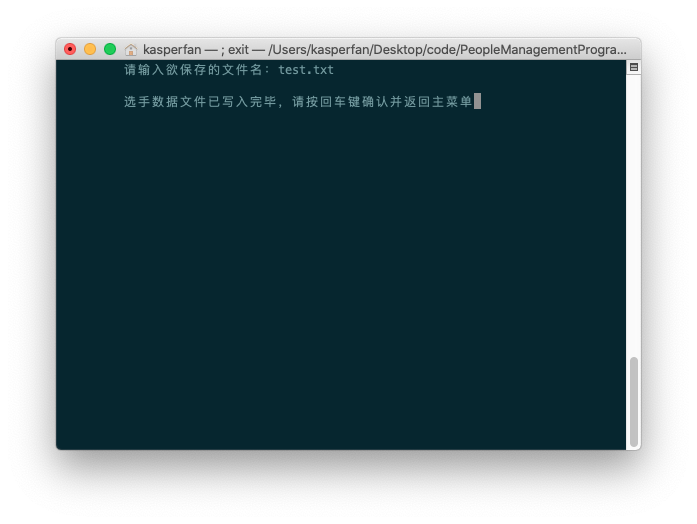 kasperfan — ; exit — /Users/kasperfan/Desktop/code/PeopleManagementProgra...
请输入欲保存的文件名：test.txt
选手数据文件已写入完毕，请按回车键确认并返回主菜单